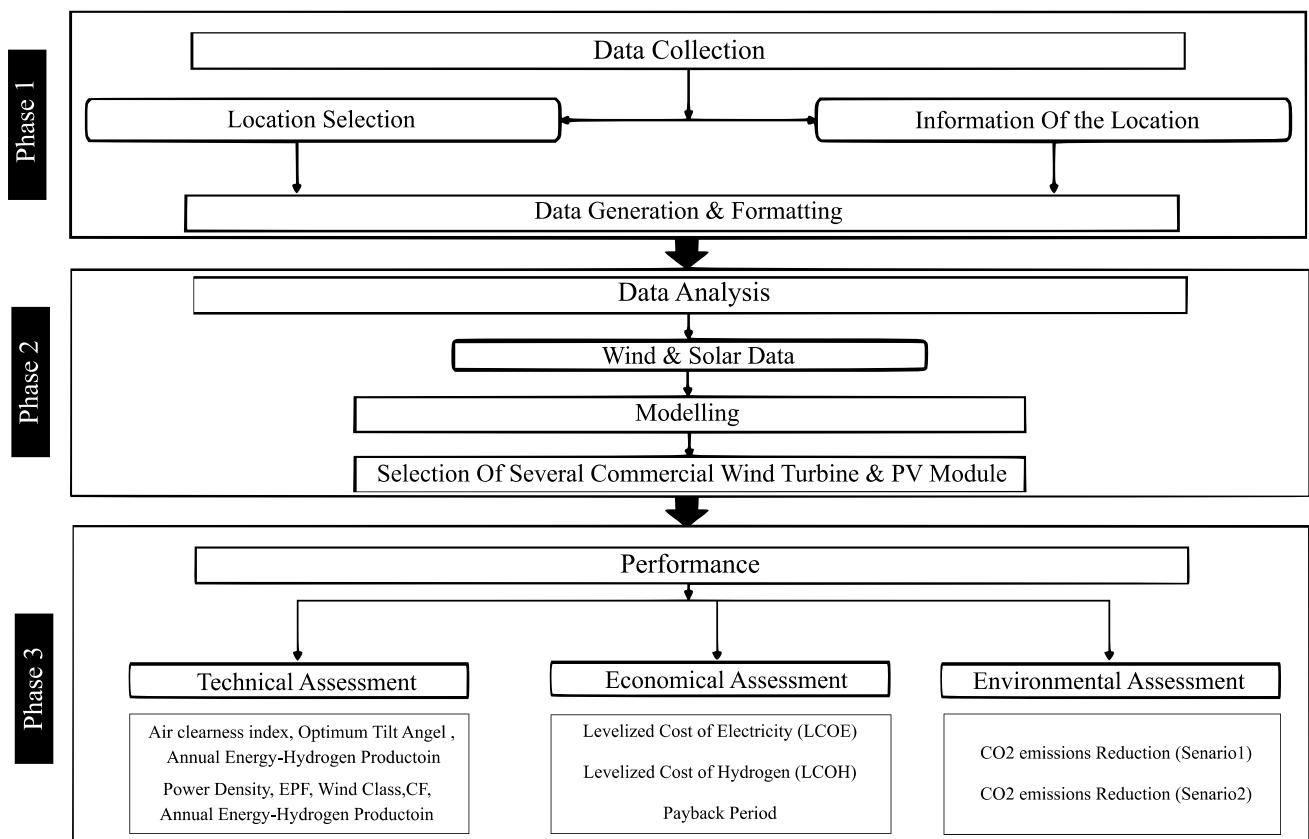 Phase 1
Data Collection
Location Selection
Information Of the Location
Data Generation & Formatting
Phase 2
Data Analysis
Wind & Solar Data
Modelling
Selection Of Several Commercial Wind Turbine & PV Module
Phase 3
Performance
Technical Assessment
Air clearness index, Optimum Tilt Angel ,
Annual Energy-Hydrogen Productoin
Power Density, EPF, Wind Class,CF,
Annual Energy-Hydrogen Productoin
Economical Assessment
Levelized Cost of Electricity (LCOE)
Levelized Cost of Hydrogen (LCOH)
Payback Period
Environmental Assessment
CO2 emissions Reduction (Senario1)
CO2 emissions Reduction (Senario2)